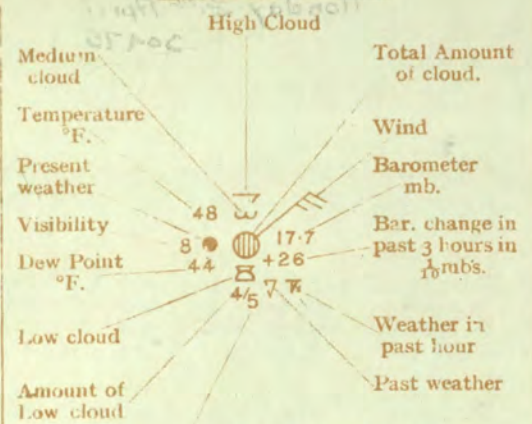 High Cloud
Medium
cloud
Total Amount
of cloud.
Temperature
°F.
Wind
Present
weather
Barometer
mb.
Visibility
Bar. change in
past 3 hours in
1/10 mb's.
Dew Point
°F.
48
8
17·7
44
+26
4/5
Low cloud
Weather in
past hour
Amount of
Low cloud
Past weather